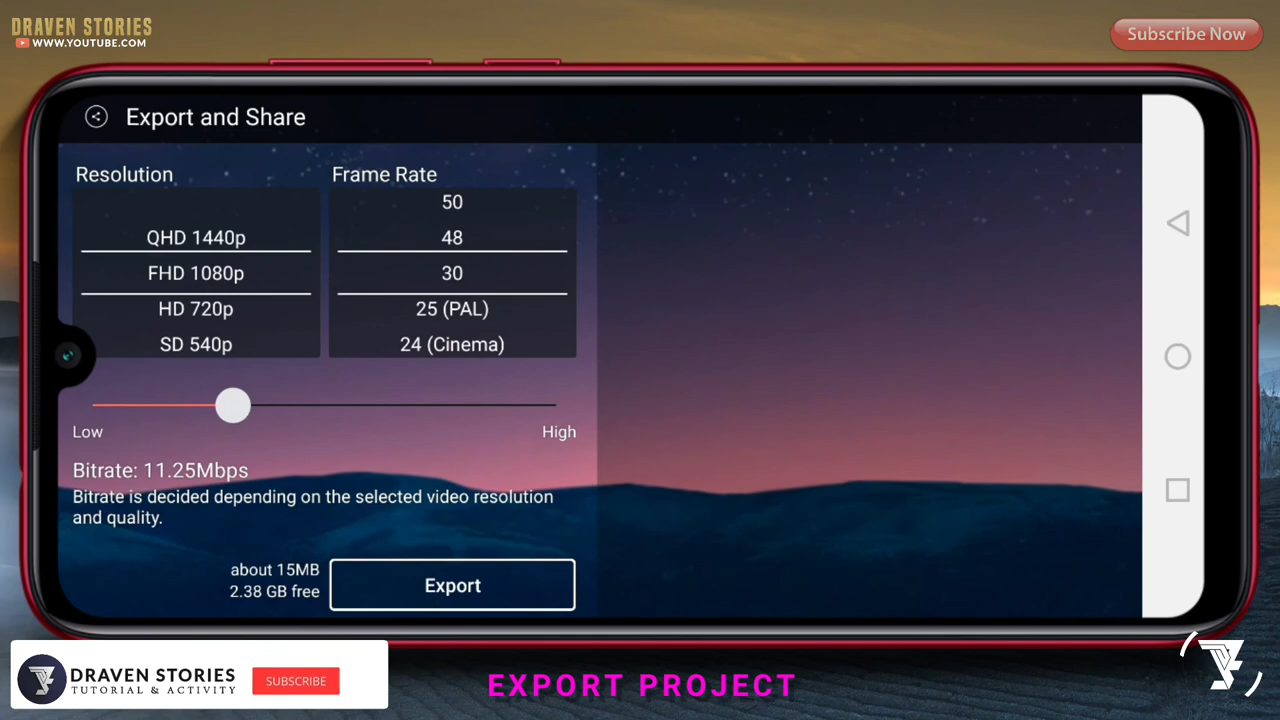 DRAVEN STORIES
WWW.YOUTUBE.COM
Subscribe Now
Export and Share
Resolution
QHD 1440p
FHD 1080p
HD 720p
SD 540p
Frame Rate
50
48
30
25 (PAL)
24 (Cinema)
Low
High
Bitrate: 11.25Mbps
Bitrate is decided depending on the selected video resolution
and quality.
about 15MB
2.38 GB free
Export
DRAVEN STORIES
TUTORIAL & ACTIVITY
SUBSCRIBE
EXPORT PROJECT